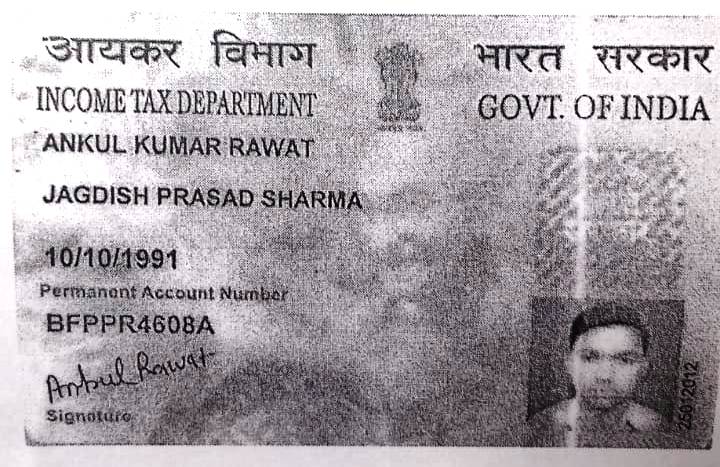 आयकर विभाग
भारत सरकार
INCOME TAX DEPARTMENT
GOVT. OF INDIA
ANKUL KUMAR RAWAT
JAGDISH PRASAD SHARMA
10/10/1991
Permanent Account Number
BFPPR4608A
Ankul Rawat
Signature